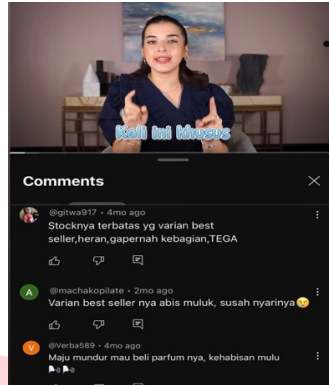 Kali ini khusus
Comments
@gitwa917 • 4mo ago
Stocknya terbatas yg varian best
seller,heran,gapernah kebagian,TEGA
A
@machakopilate • 2mo ago
Varian best seller nya abis muluk, susah nyarinya😢
V
@Verba589 • 4mo ago
Maju mundur mau beli parfum nya, kehabisan mulu